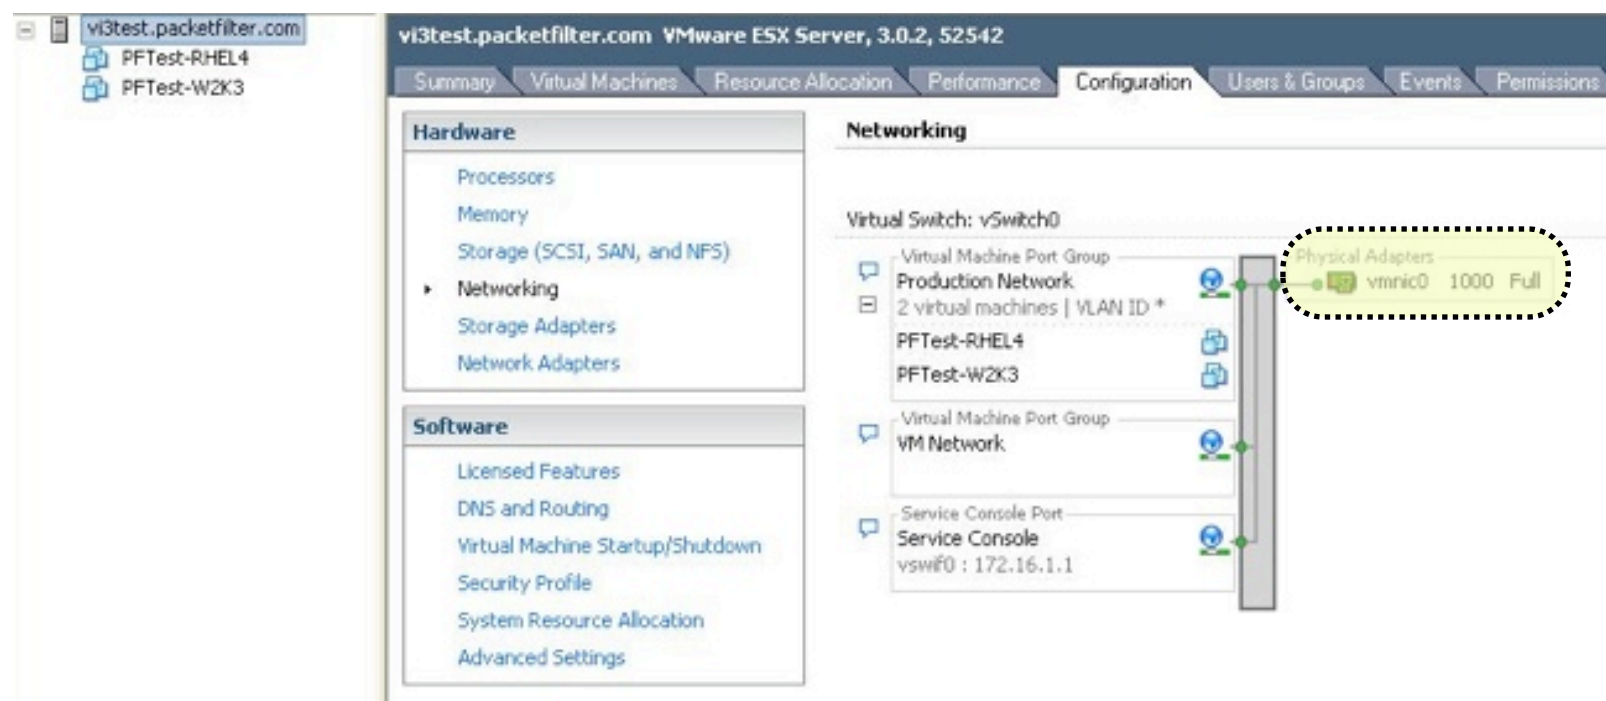 vi3test.packetfilter.com
PFTest-RHEL4
PFTest-W2K3
vi3test.packetfilter.com VMware ESX Server, 3.0.2, 52542
Summary Virtual Machines Resource Allocation Performance Configuration Users & Groups Events Permissions
Hardware
Processors
Memory
Storage (SCSI, SAN, and NFS)
Networking
Storage Adapters
Network Adapters
Software
Licensed Features
DNS and Routing
Virtual Machine Startup/Shutdown
Security Profile
System Resource Allocation
Advanced Settings
Networking
Virtual Switch: vSwitch0
Virtual Machine Port Group
Production Network
2 virtual machines | VLAN ID *
PFTest-RHEL4
PFTest-W2K3
Virtual Machine Port Group
VM Network
Service Console Port
Service Console
vswif0 : 172.16.1.1
Physical Adapters
vmnic0 1000 Full